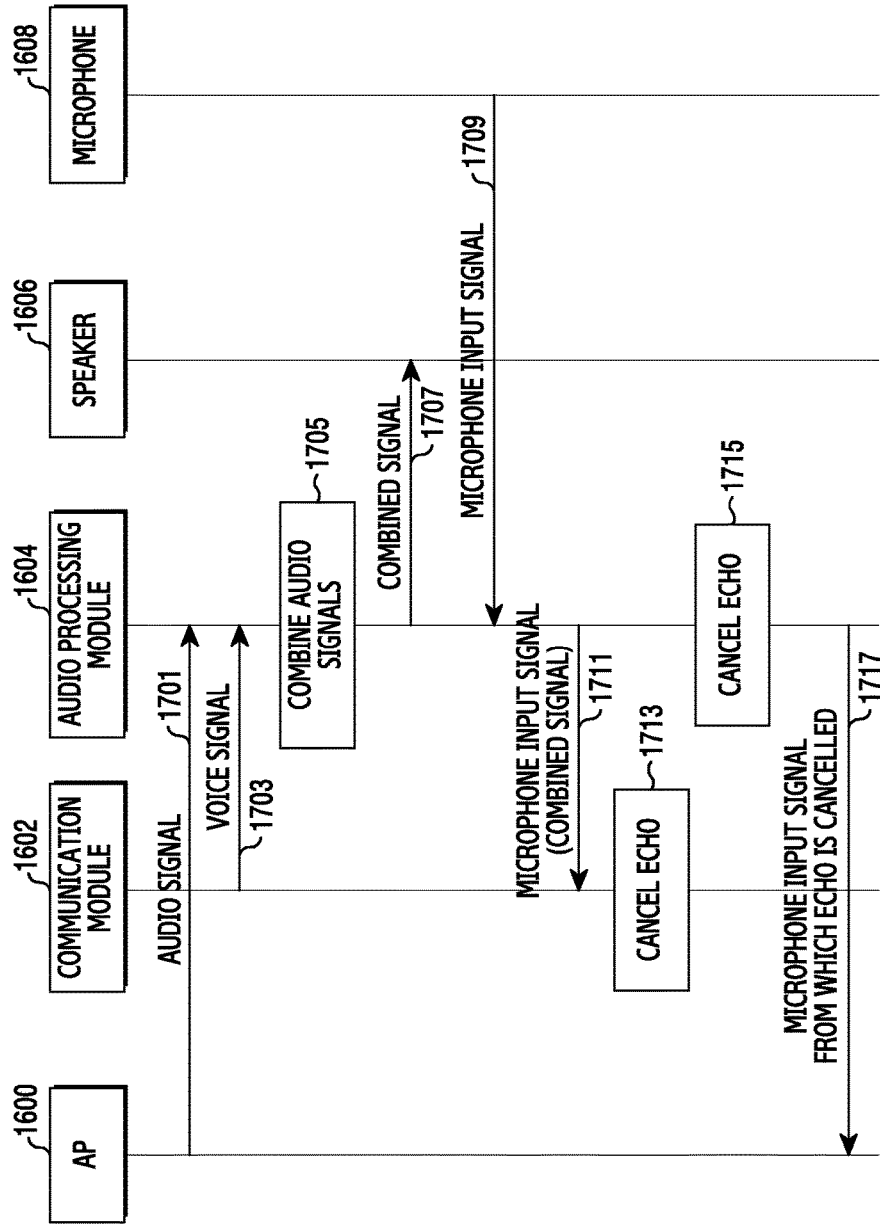 1600
AP
1602
COMMUNICATION
MODULE
1604
AUDIO PROCESSING
MODULE
1606
SPEAKER
1608
MICROPHONE
AUDIO SIGNAL
1701
VOICE SIGNAL
1703
COMBINE AUDIO
SIGNALS
1705
COMBINED SIGNAL
1707
MICROPHONE INPUT SIGNAL
1709
MICROPHONE INPUT SIGNAL
(COMBINED SIGNAL)
1711
CANCEL ECHO
1713
CANCEL ECHO
1715
MICROPHONE INPUT SIGNAL
FROM WHICH ECHO IS CANCELLED
1717